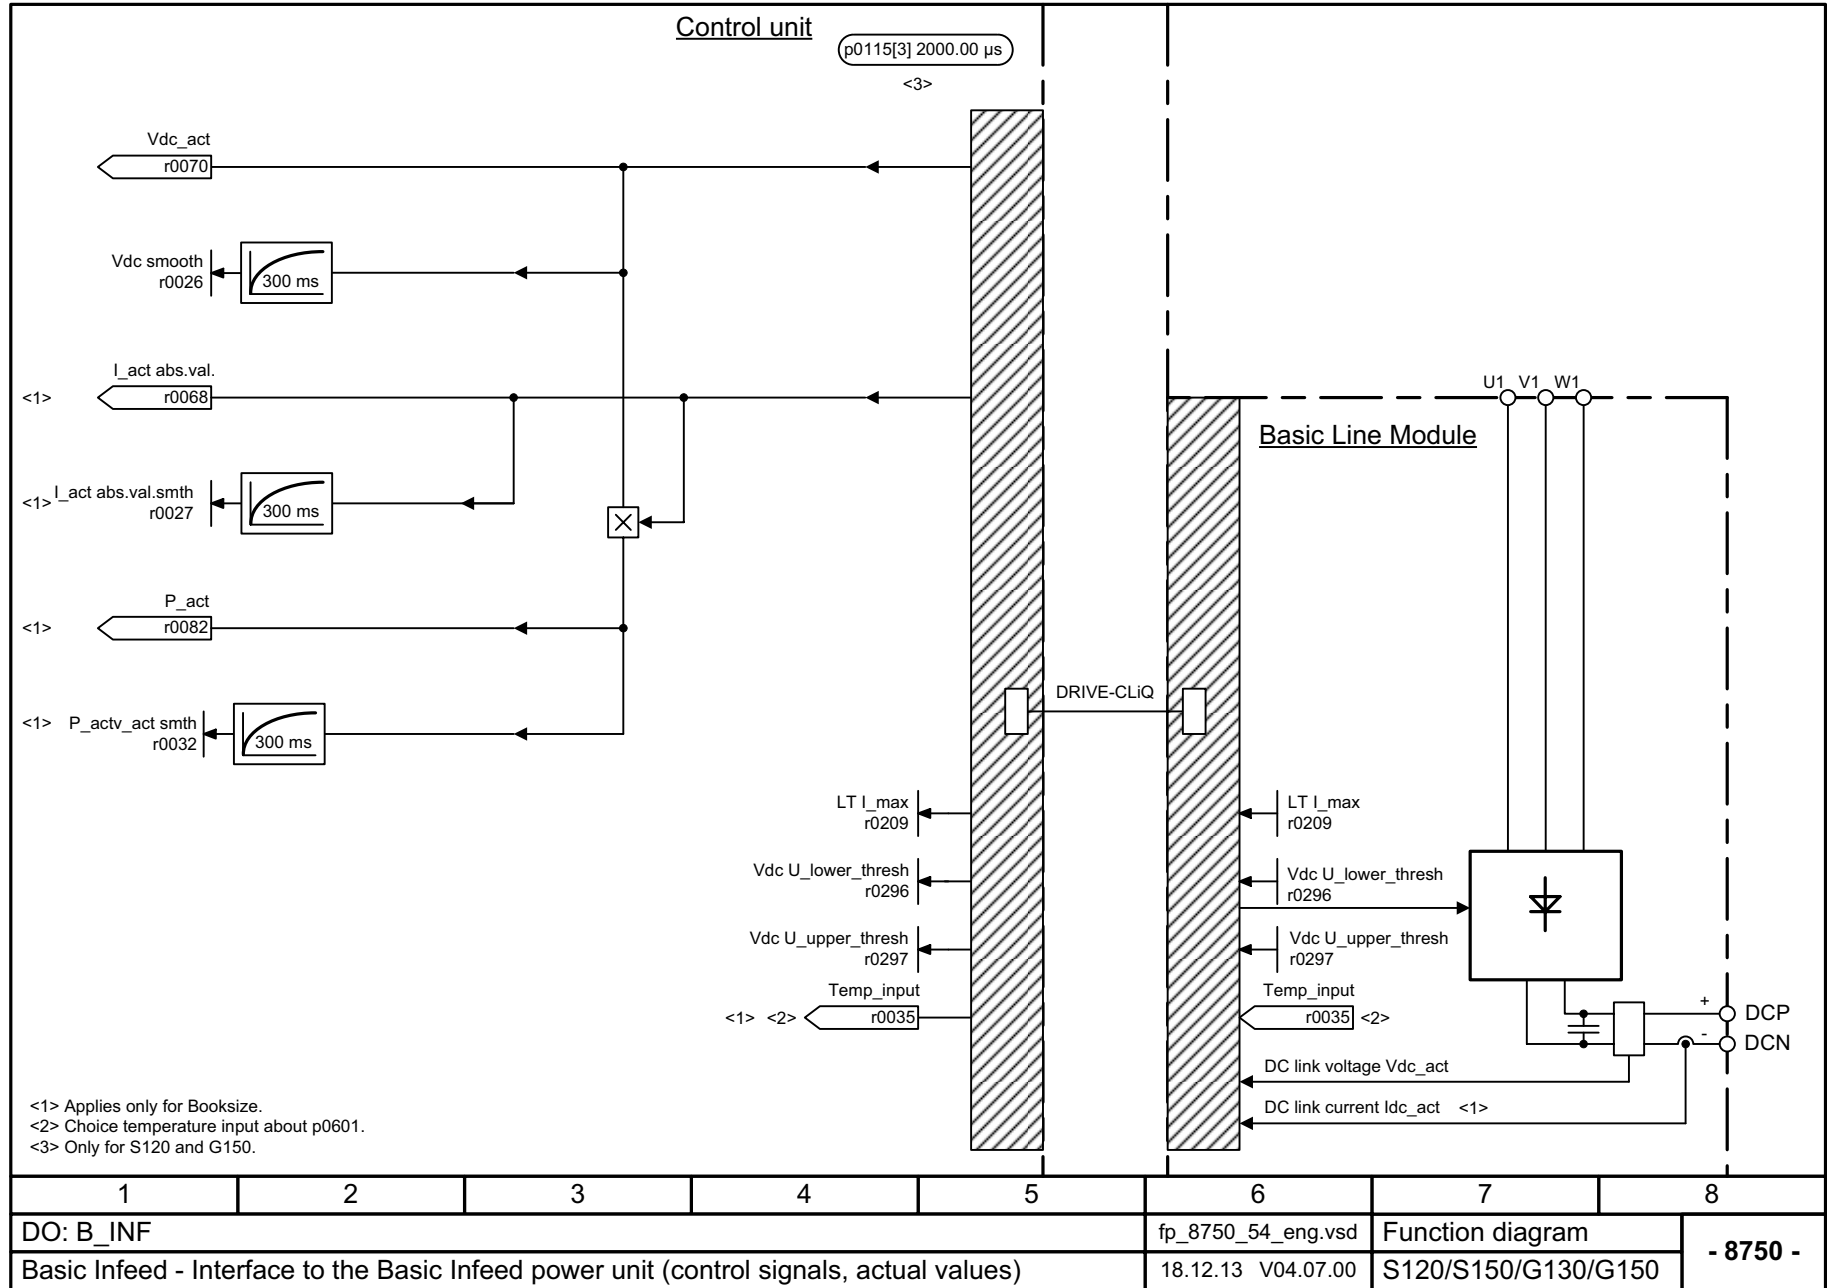 Control unit
p0115[3] 2000.00 µs
<3>
Vdc_act
r0070
Vdc smooth
r0026
300 ms
I_act abs.val.
<1>
r0068
<1>
I_act abs.val.smth
r0027
300 ms
P_act
<1>
r0082
<1>
P_actv_act smth
r0032
300 ms
LT I_max
r0209
Vdc U_lower_thresh
r0296
Vdc U_upper_thresh
r0297
Temp_input
<1> <2>
r0035
DRIVE-CLiQ
U1 V1 W1
Basic Line Module
LT I_max
r0209
Vdc U_lower_thresh
r0296
Vdc U_upper_thresh
r0297
Temp_input
r0035
<2>
+
DCP
-
DCN
DC link voltage Vdc_act
DC link current Idc_act <1>
<1> Applies only for Booksize.
<2> Choice temperature input about p0601.
<3> Only for S120 and G150.
1 2 3 4 5 6 7 8
DO: B_INF
fp_8750_54_eng.vsd
Function diagram
- 8750 -
Basic Infeed - Interface to the Basic Infeed power unit (control signals, actual values)
18.12.13 V04.07.00
S120/S150/G130/G150